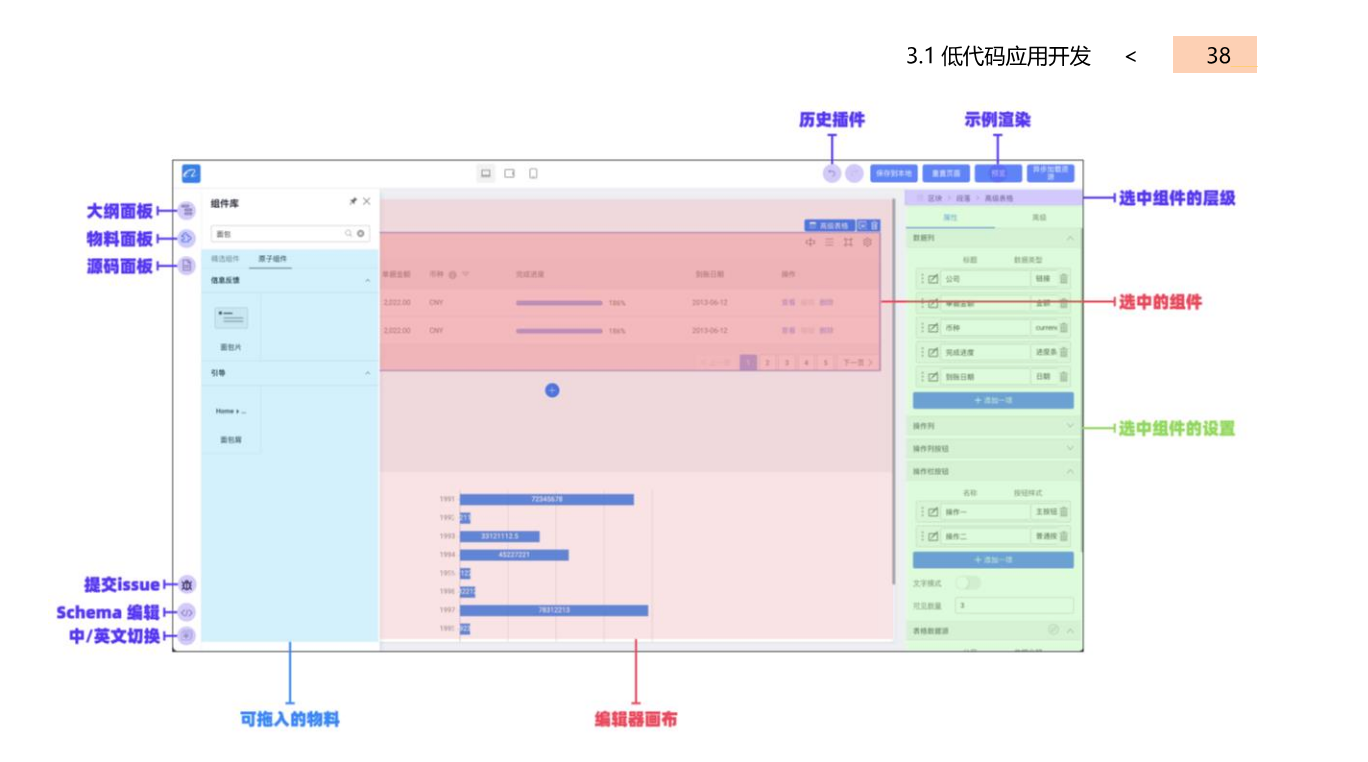 3.1 低代码应用开发 < 38
历史插件 示例渲染
保存到本地 重置页面 预览 异步加载资源
大纲面板
物料面板
源码面板
组件库
面包
精选组件 原子组件
信息反馈
面包片
引导
Home › ...
面包屑
高级表格
单据金额 币种 完成进度 到账日期 操作
2,022.00 CNY 186% 2013-06-12 查看 编辑 删除
2,022.00 CNY 186% 2013-06-12 查看 编辑 删除
上一页 1 2 3 4 5 下一页
1991 72345678
1992
1993 33121112.5
1994 45227221
1995
1996
1997 78312213
区块 > 段落 > 高级表格
选中组件的层级
属性 高级
数据列
标题 数据类型
公司 链接
选中的组件
单据金额 金额
币种
完成进度 进度条
到账日期 日期
+ 添加一项
操作列
选中组件的设置
操作列按钮
操作栏按钮
名称 按钮样式
操作一 主按钮
操作二 普通按
+ 添加一项
文字模式
可见数量 3
表格数据源
提交issue
Schema 编辑
中/英文切换
可拖入的物料
编辑器画布